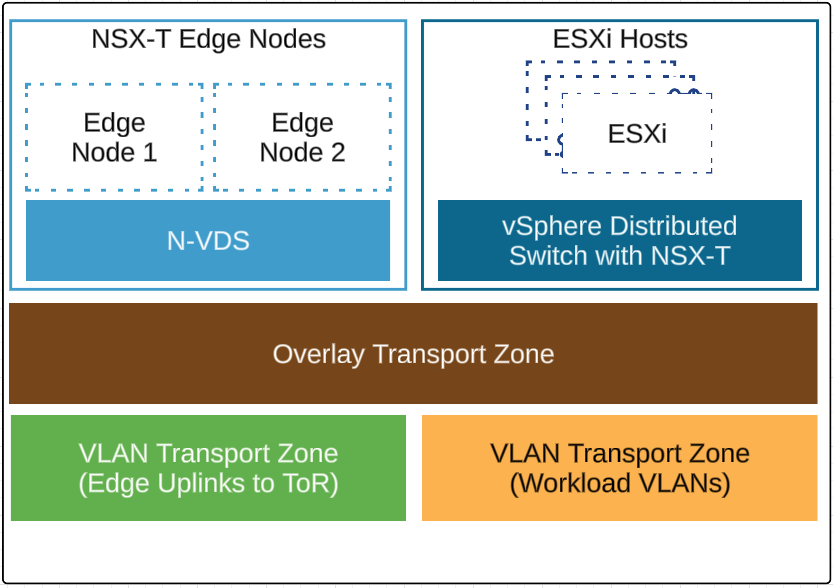 NSX-T Edge Nodes
Edge
Node 1
Edge
Node 2
N-VDS
ESXi Hosts
ESXi
vSphere Distributed
Switch with NSX-T
Overlay Transport Zone
VLAN Transport Zone
(Edge Uplinks to ToR)
VLAN Transport Zone
(Workload VLANs)